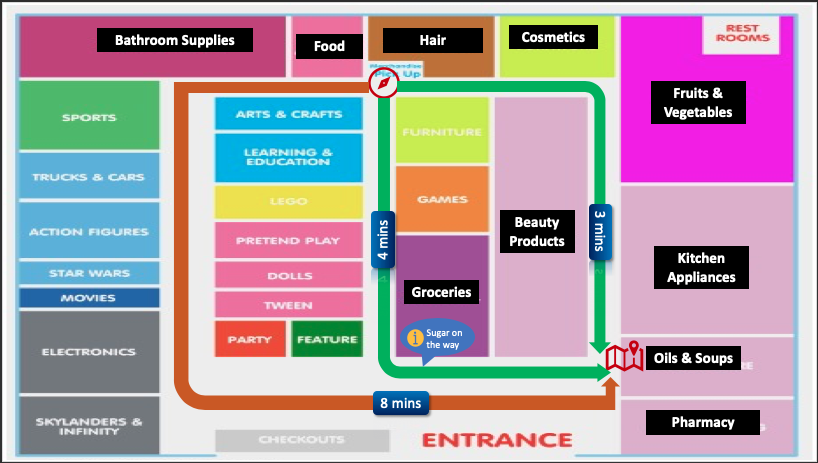 Bathroom Supplies
Food
Hair
Cosmetics
REST
ROOMS
Merchandise
Pick Up
Fruits &
Vegetables
SPORTS
ARTS & CRAFTS
FURNITURE
LEARNING &
EDUCATION
TRUCKS & CARS
LEGO
GAMES
ACTION FIGURES
PRETEND PLAY
4 mins
Beauty
Products
3 mins
Kitchen
Appliances
STAR WARS
DOLLS
MOVIES
TWEEN
Groceries
ELECTRONICS
PARTY
FEATURE
Sugar on
the way
Oils & Soups
8 mins
SKYLANDERS &
INFINITY
Pharmacy
CHECKOUTS
ENTRANCE